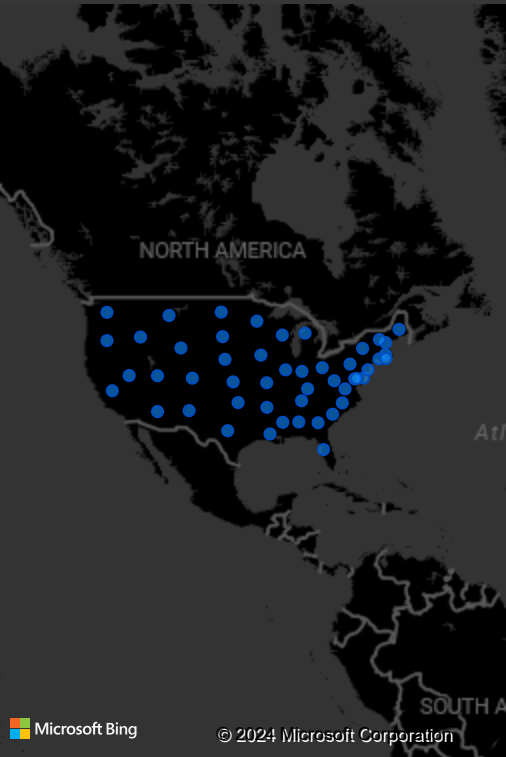 NORTH AMERICA
Atl
SOUTH A
Microsoft Bing
© 2024 Microsoft Corporation